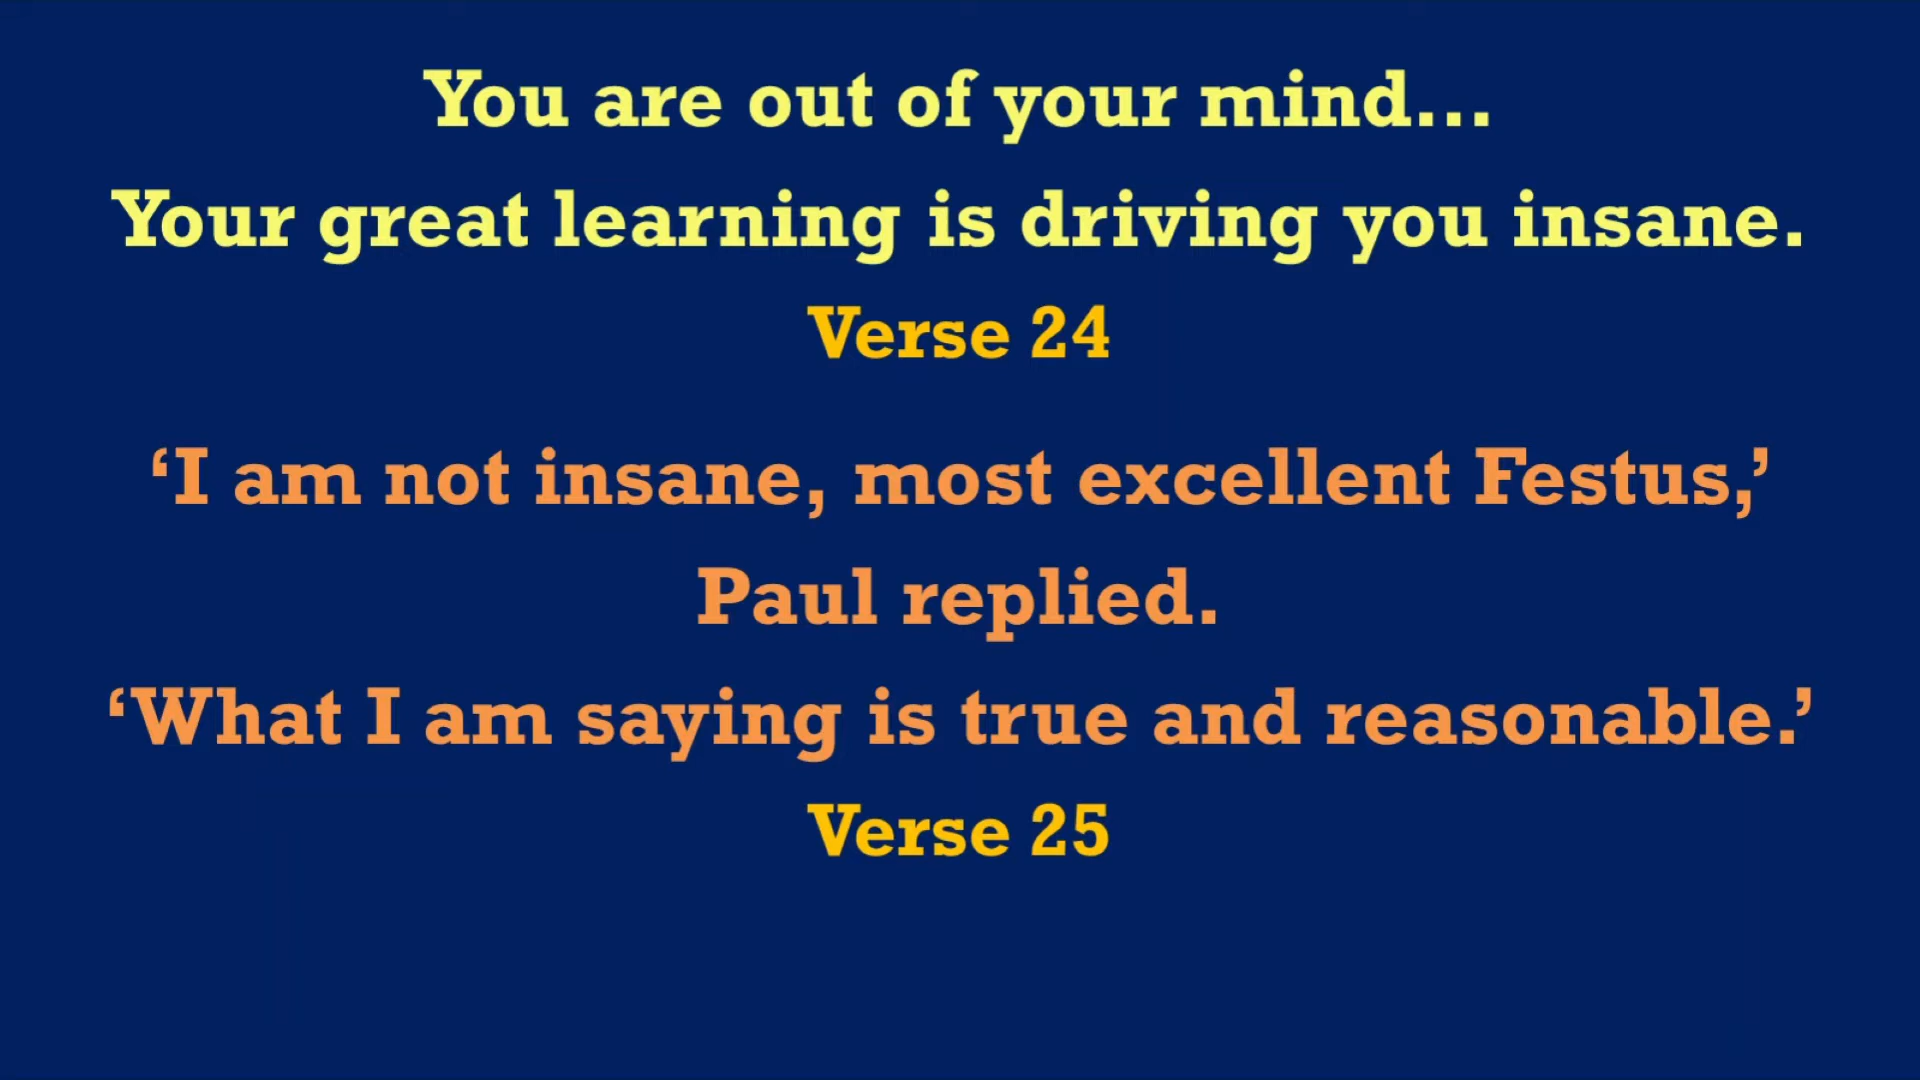 You are out of your mind...
Your great learning is driving you insane.
Verse 24
‘I am not insane, most excellent Festus,’
Paul replied.
‘What I am saying is true and reasonable.’
Verse 25